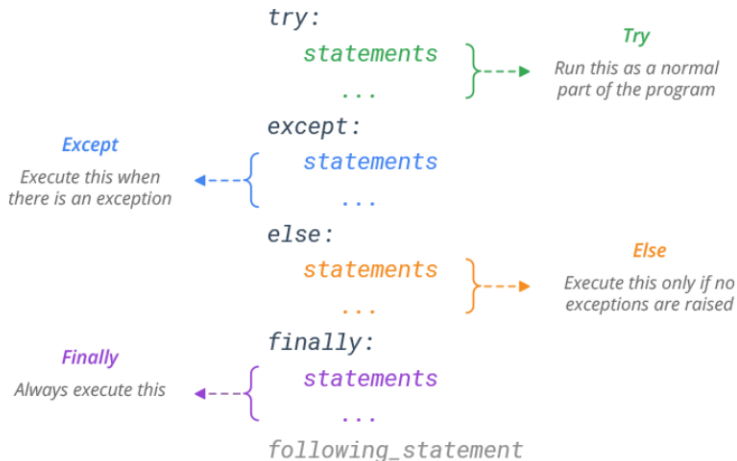 try:
statements
...
Try
Run this as a normal
part of the program
except:
statements
...
Except
Execute this when
there is an exception
else:
statements
...
Else
Execute this only if no
exceptions are raised
finally:
statements
...
Finally
Always execute this
following_statement